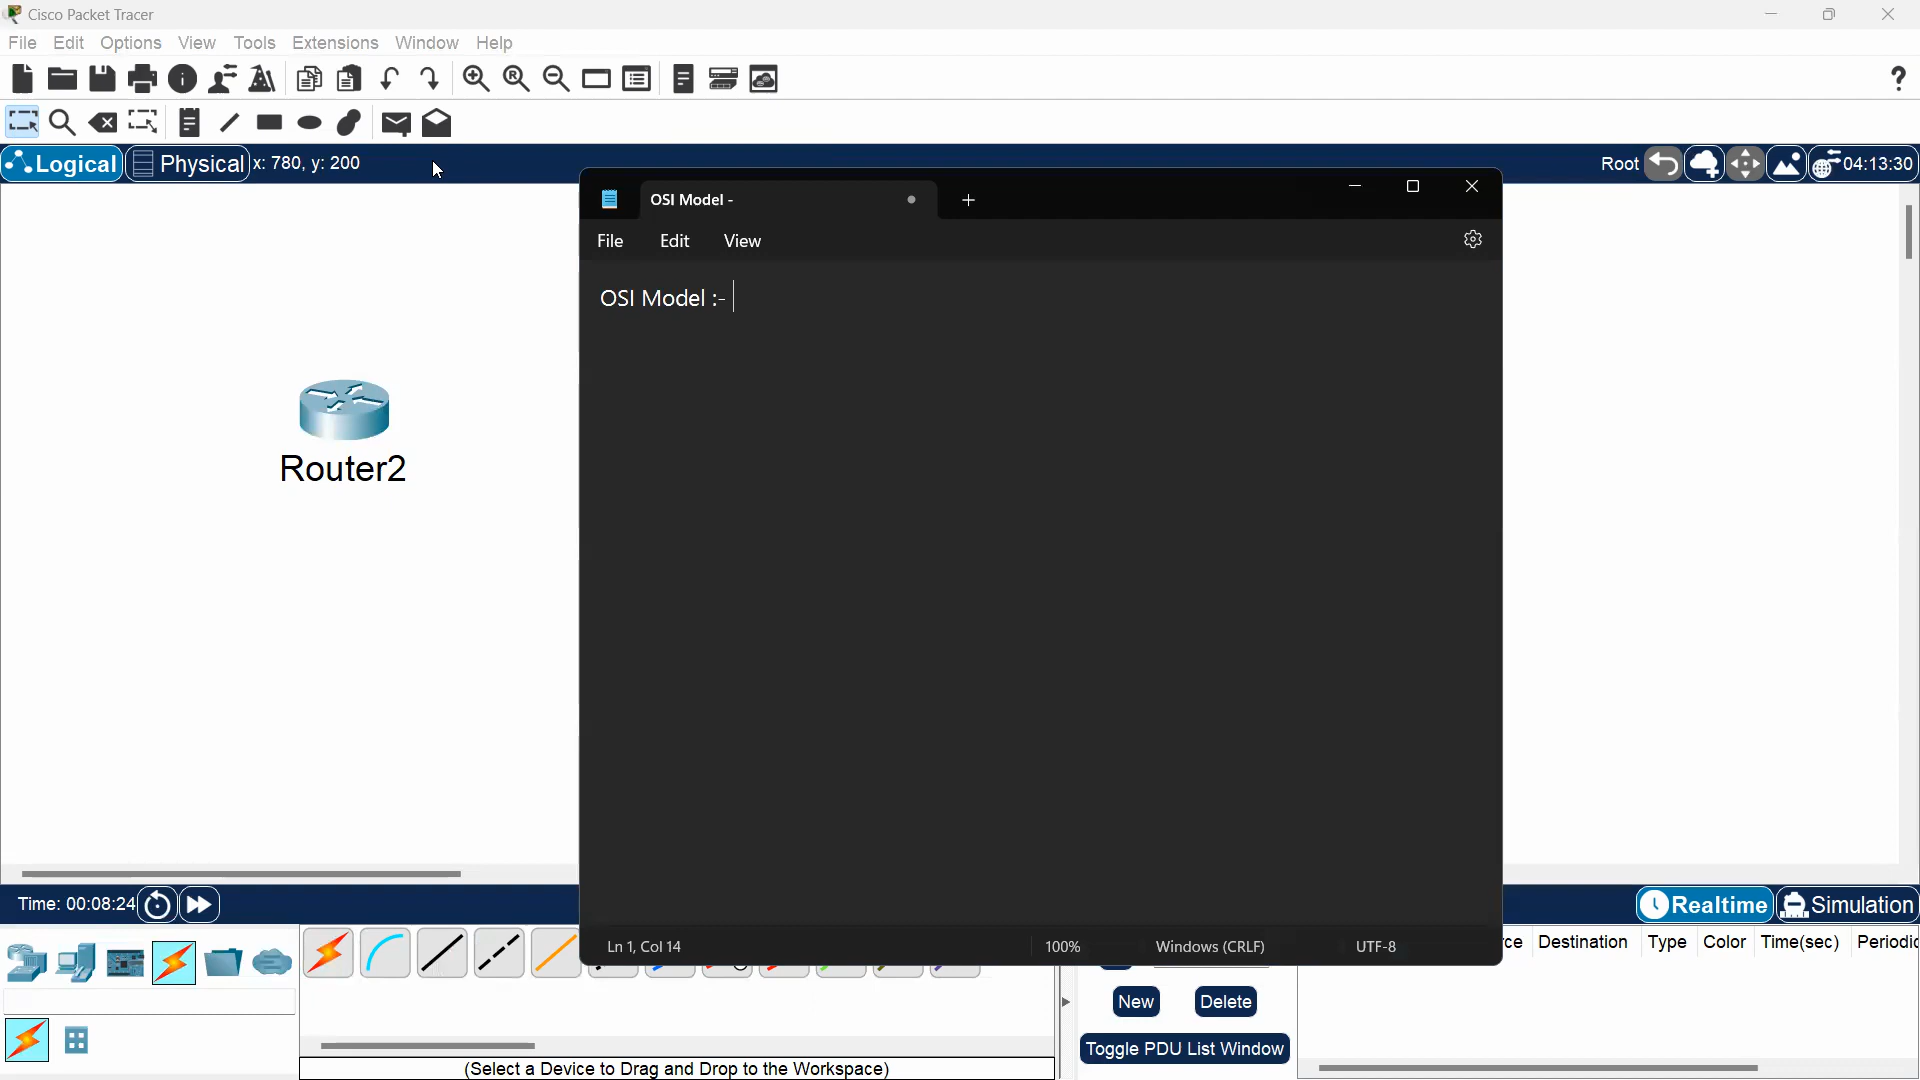 Cisco Packet Tracer
File Edit Options View Tools Extensions Window Help
Logical Physical x: 780, y: 200 Root 04:13:30
OSI Model -
File Edit View
OSI Model :-
Router2
Ln 1, Col 14 100% Windows (CRLF) UTF-8
Time: 00:08:24 Realtime Simulation
Destination Type Color Time(sec)
New Delete
Toggle PDU List Window
(Select a Device to Drag and Drop to the Workspace)